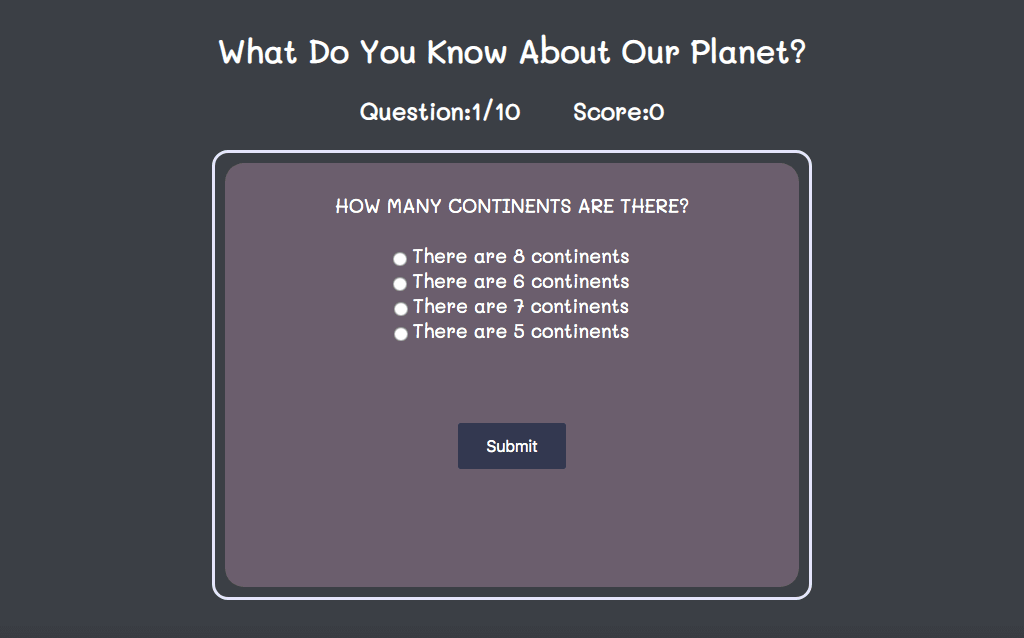 What Do You Know About Our Planet?
Question:1/10 Score:0
HOW MANY CONTINENTS ARE THERE?
There are 8 continents
There are 6 continents
There are 7 continents
There are 5 continents
Submit